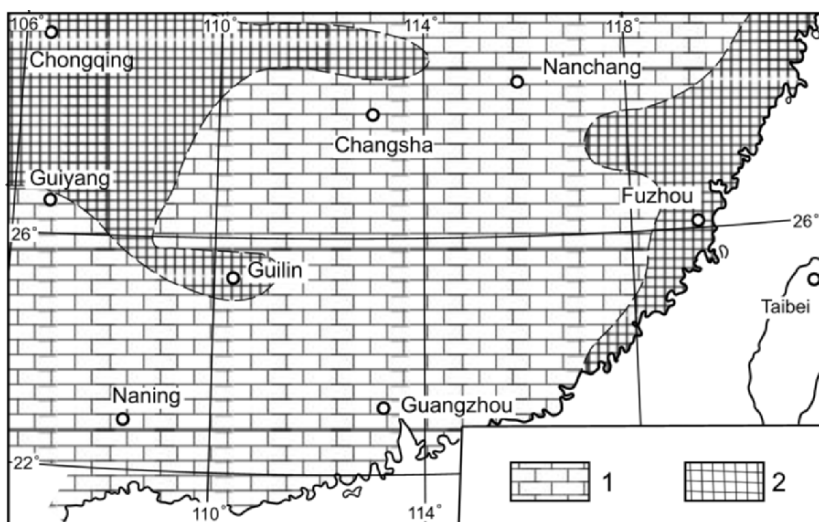 106° 110° 114° 118°
Chongqing
Nanchang
Changsha
Guiyang
Fuzhou
26° 26°
Guilin
Taibei
Naning
Guangzhou
22°
1 2
110° 114°